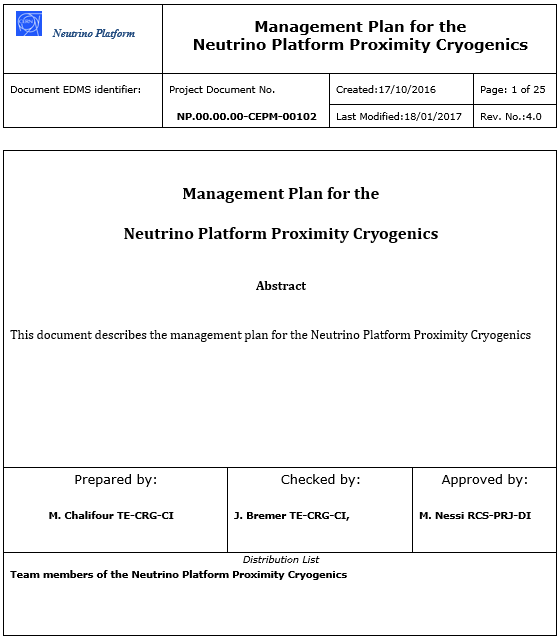 CERN
Neutrino Platform
Management Plan for the
Neutrino Platform Proximity Cryogenics
Document EDMS identifier:
Project Document No.
Created:17/10/2016
Page: 1 of 25
NP.00.00.00-CEPM-00102
Last Modified:18/01/2017
Rev. No.:4.0
Management Plan for the
Neutrino Platform Proximity Cryogenics
Abstract
This document describes the management plan for the Neutrino Platform Proximity Cryogenics
Prepared by:
Checked by:
Approved by:
M. Chalifour TE-CRG-CI
J. Bremer TE-CRG-CI,
M. Nessi RCS-PRJ-DI
Distribution List
Team members of the Neutrino Platform Proximity Cryogenics